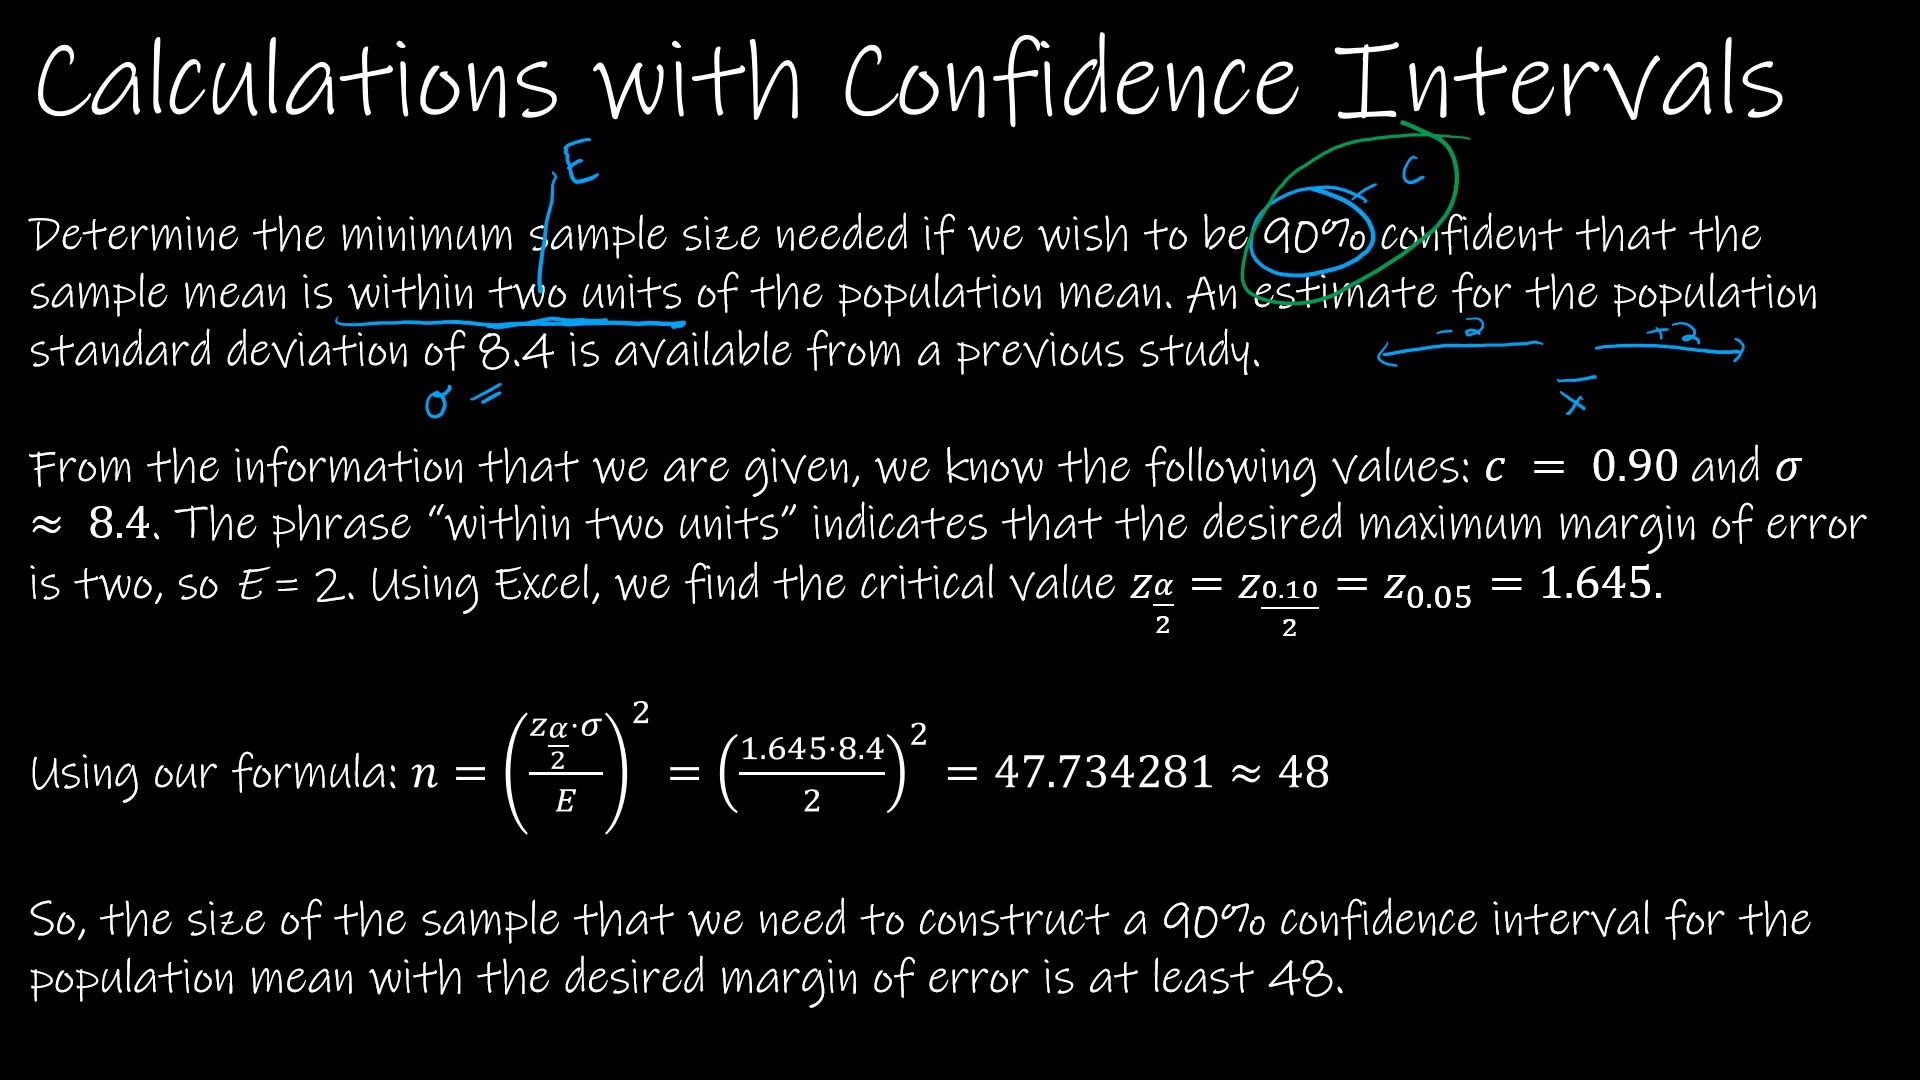 Calculations with Confidence Intervals
E
C
Determine the minimum sample size needed if we wish to be 90% confident that the
sample mean is within two units of the population mean. An estimate for the population
-2 +2
standard deviation of 8.4 is available from a previous study.
σ =
x̅
From the information that we are given, we know the following values: c = 0.90 and σ
≈ 8.4. The phrase “within two units” indicates that the desired maximum margin of error
is two, so E = 2. Using Excel, we find the critical value z_{α/2} = z_{0.10/2} = z_{0.05} = 1.645.
Using our formula: n = (z_{α/2}·σ / E)^2 = (1.645·8.4 / 2)^2 = 47.734281 ≈ 48
So, the size of the sample that we need to construct a 90% confidence interval for the
population mean with the desired margin of error is at least 48.